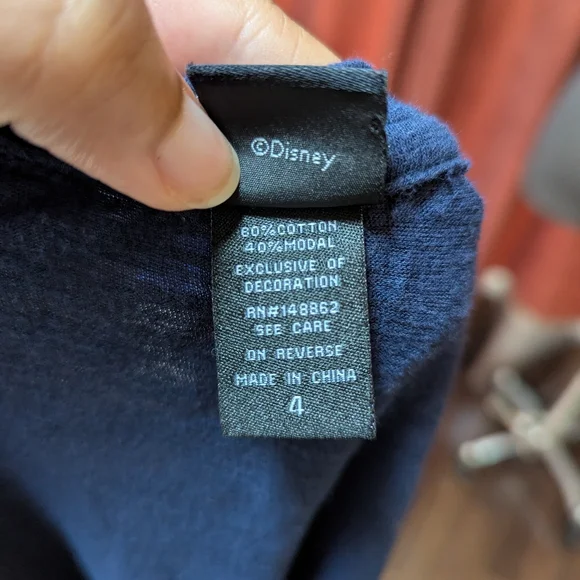 ©Disney
60%COTTON
40%MODAL
EXCLUSIVE OF
DECORATION
RN#148862
SEE CARE
ON REVERSE
MADE IN CHINA
4